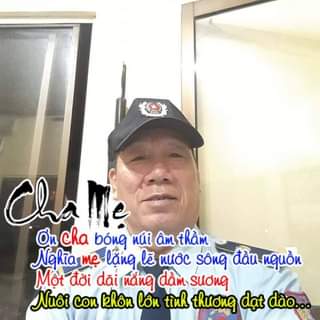 Cha Mẹ
Ơn cha bóng núi âm thầm
Nghĩa mẹ lặng lẽ nước sông đầu nguồn
Một đời dãi nắng dầm sương
Nuôi con khôn lớn tình thương dạt dào...